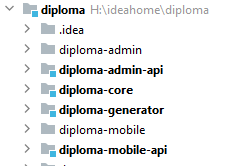 diploma H:\ideahome\diploma
.idea
diploma-admin
diploma-admin-api
diploma-core
diploma-generator
diploma-mobile
diploma-mobile-api